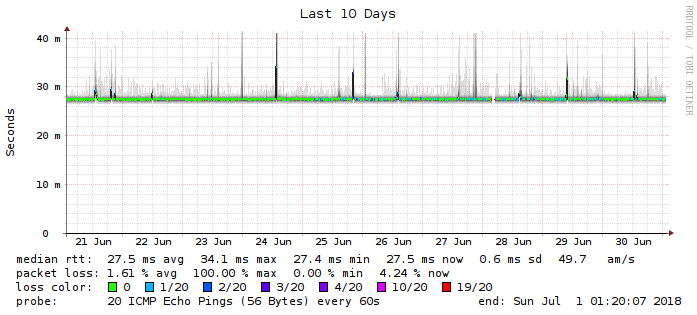 Last 10 Days
RRDTOOL / TOBI OETIKER
Seconds
40 m
30 m
20 m
10 m
0
21 Jun 22 Jun 23 Jun 24 Jun 25 Jun 26 Jun 27 Jun 28 Jun 29 Jun 30 Jun
median rtt: 27.5 ms avg 34.1 ms max 27.4 ms min 27.5 ms now 0.6 ms sd 49.7 am/s
packet loss: 1.61 % avg 100.00 % max 0.00 % min 4.24 % now
loss color: 0 1/20 2/20 3/20 4/20 10/20 19/20
probe: 20 ICMP Echo Pings (56 Bytes) every 60s end: Sun Jul 1 01:20:07 2018